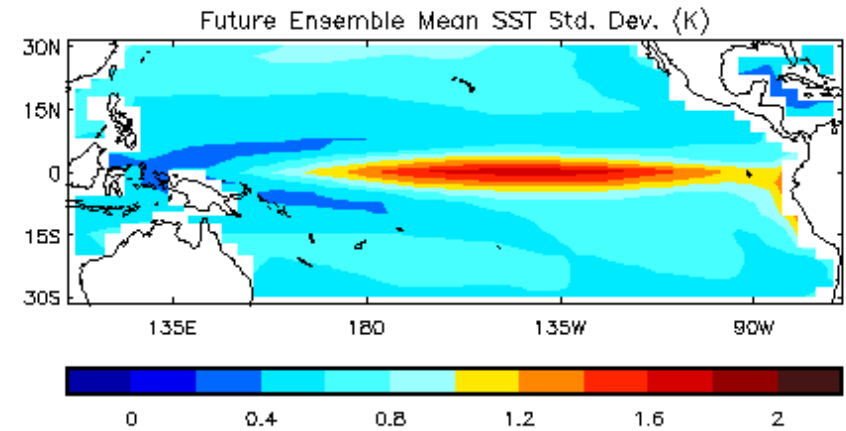 Future Ensemble Mean SST Std. Dev. (K)
30N
15N
0
15S
30S
135E 180 135W 90W
0 0.4 0.8 1.2 1.6 2